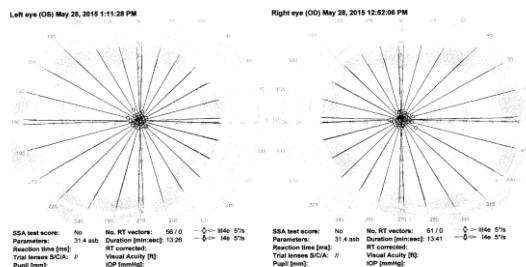 Left eye (OS) May 28, 2015 1:11:28 PM
Right eye (OD) May 28, 2015 12:52:06 PM
SSA test score: No
No. RT vectors: 56 / 0
III4e 5°/s
Parameters: 31.4 asb
Duration [min:sec]: 13:26
I4e 5°/s
Reaction time [ms]:
RT corrected:
Trial lenses S/C/A: //
Visual Acuity [ft]:
Pupil [mm]:
IOP [mmHg]:
SSA test score: No
No. RT vectors: 61 / 0
III4e 5°/s
Parameters: 31.4 asb
Duration [min:sec]: 13:41
I4e 5°/s
Reaction time [ms]:
RT corrected:
Trial lenses S/C/A: //
Visual Acuity [ft]:
Pupil [mm]:
IOP [mmHg]: